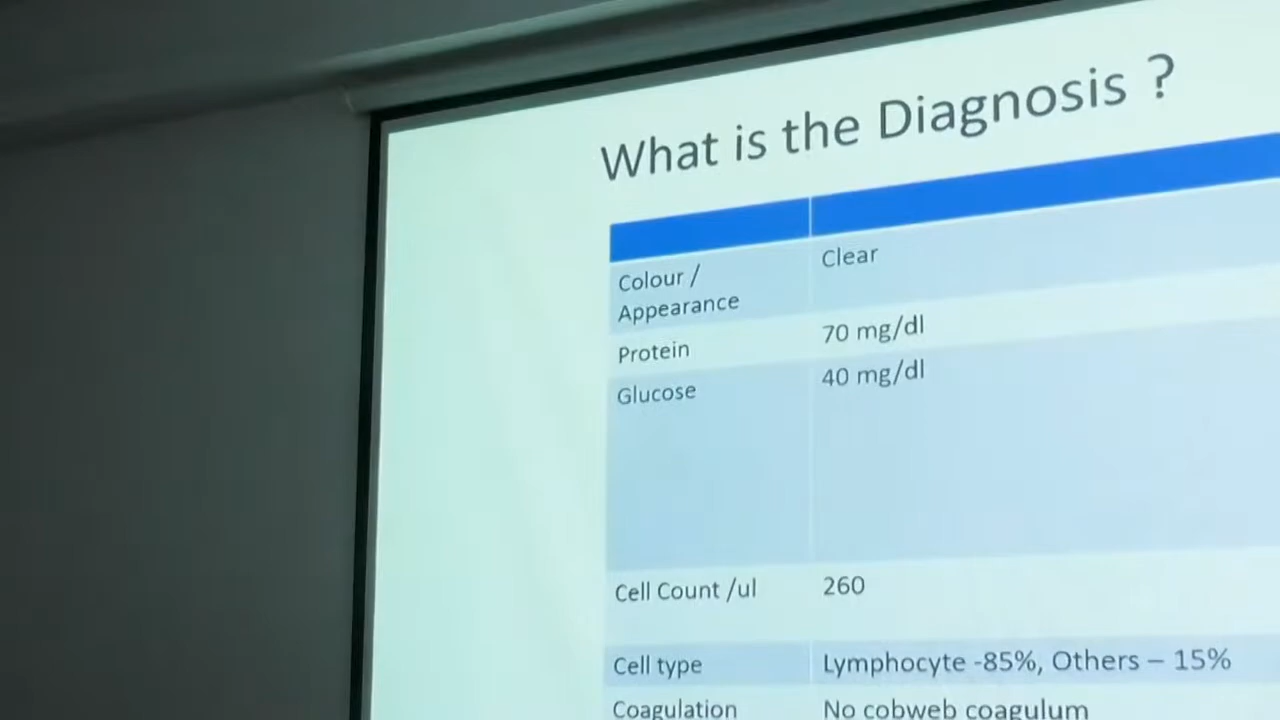 What is the Diagnosis ?
Colour / Appearance
Clear
Protein
70 mg/dl
Glucose
40 mg/dl
Cell Count /ul
260
Cell type
Lymphocyte -85%, Others – 15%
Coagulation
No cobweb coagulum